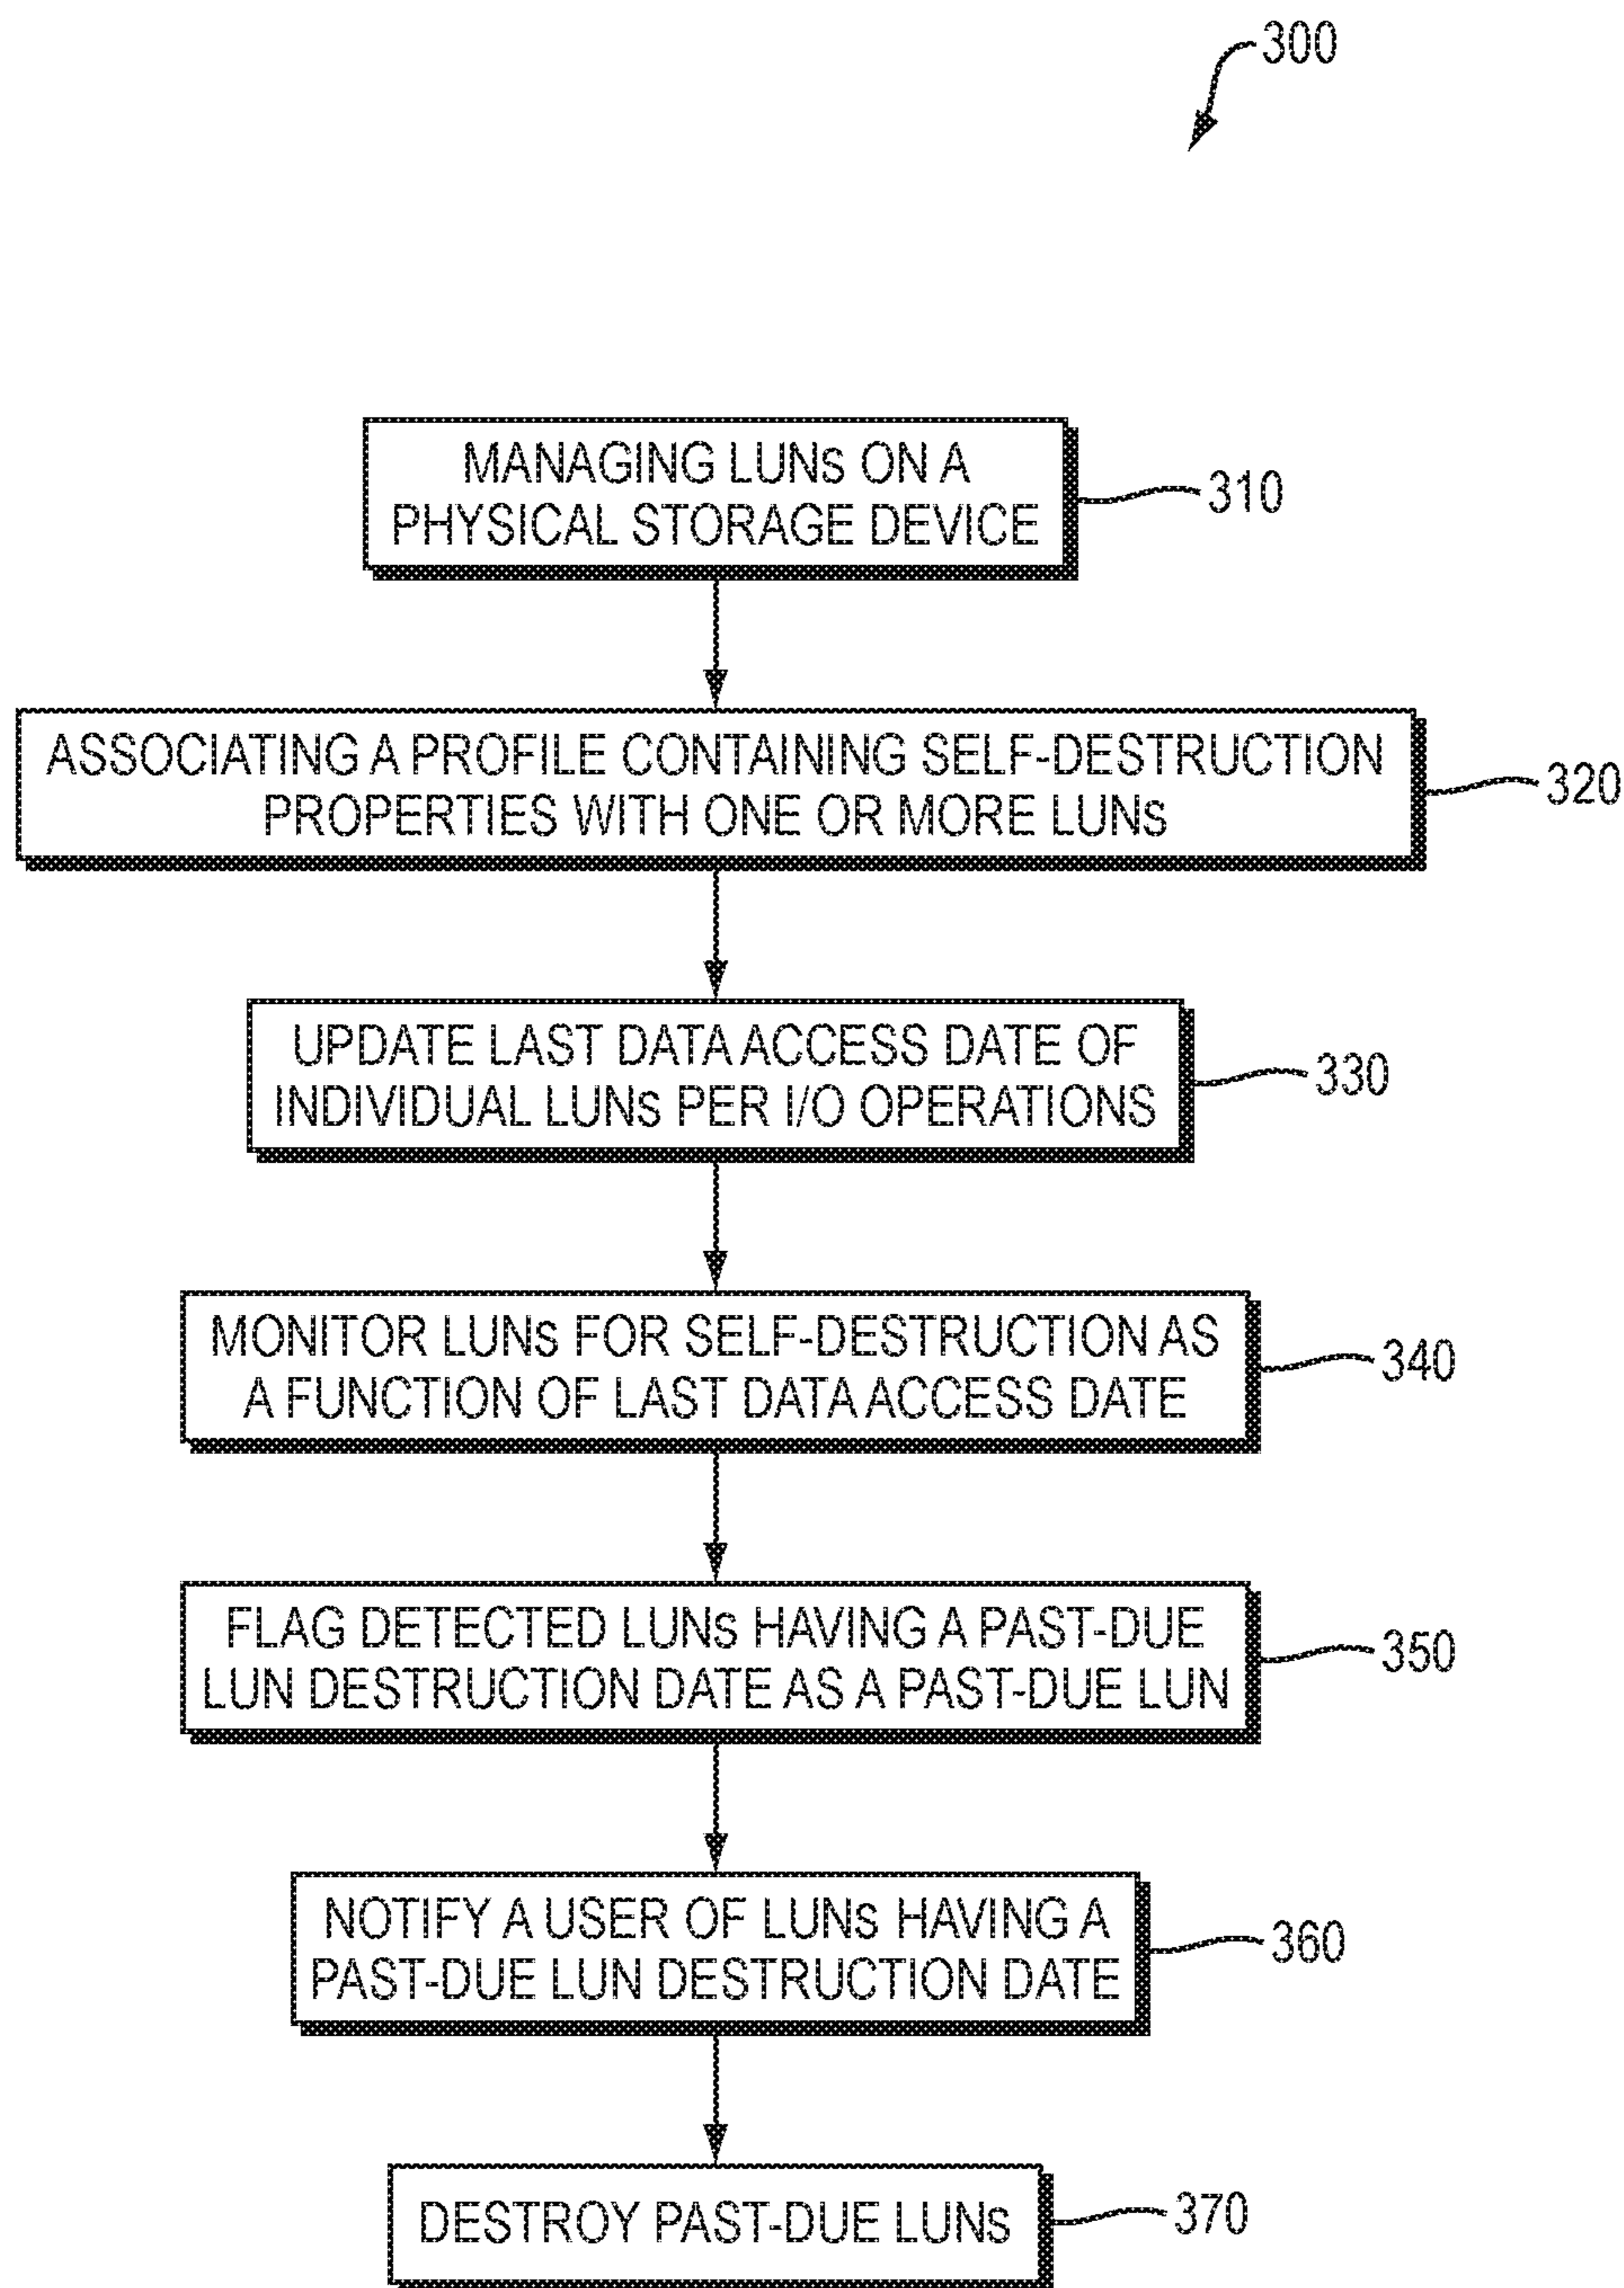 300
MANAGING LUNs ON A
PHYSICAL STORAGE DEVICE
310
ASSOCIATING A PROFILE CONTAINING SELF-DESTRUCTION
PROPERTIES WITH ONE OR MORE LUNs
320
UPDATE LAST DATA ACCESS DATE OF
INDIVIDUAL LUNs PER I/O OPERATIONS
330
MONITOR LUNs FOR SELF-DESTRUCTION AS
A FUNCTION OF LAST DATA ACCESS DATE
340
FLAG DETECTED LUNs HAVING A PAST-DUE
LUN DESTRUCTION DATE AS A PAST-DUE LUN
350
NOTIFY A USER OF LUNs HAVING A
PAST-DUE LUN DESTRUCTION DATE
360
DESTROY PAST-DUE LUNs
370